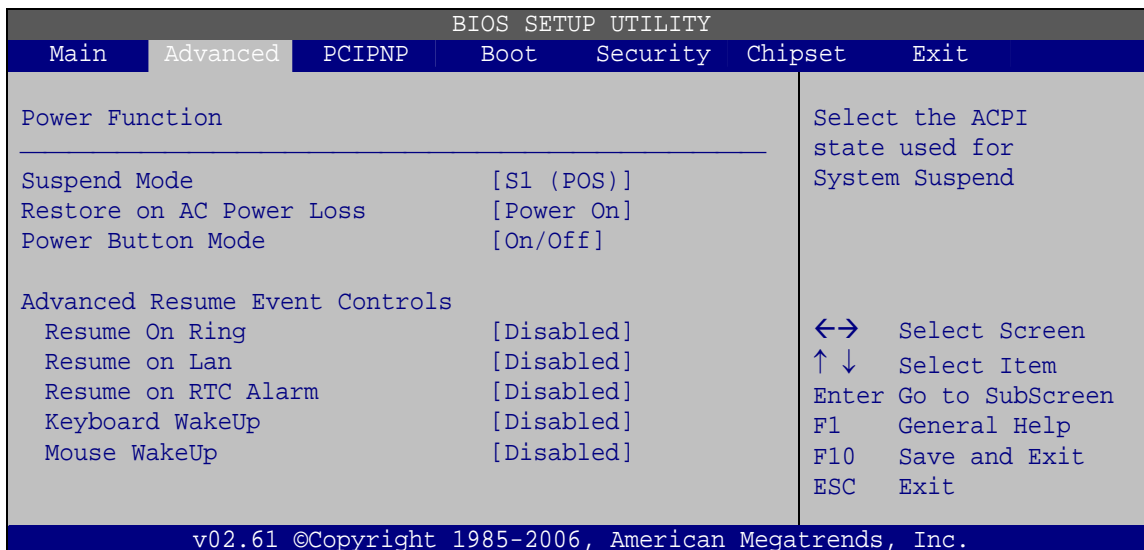 BIOS SETUP UTILITY
Main Advanced PCIPNP Boot Security Chipset Exit
Power Function
Suspend Mode [S1 (POS)]
Restore on AC Power Loss [Power On]
Power Button Mode [On/Off]
Advanced Resume Event Controls
Resume On Ring [Disabled]
Resume on Lan [Disabled]
Resume on RTC Alarm [Disabled]
Keyboard WakeUp [Disabled]
Mouse WakeUp [Disabled]
Select the ACPI
state used for
System Suspend
←→ Select Screen
↑ ↓ Select Item
Enter Go to SubScreen
F1 General Help
F10 Save and Exit
ESC Exit
v02.61 ©Copyright 1985-2006, American Megatrends, Inc.